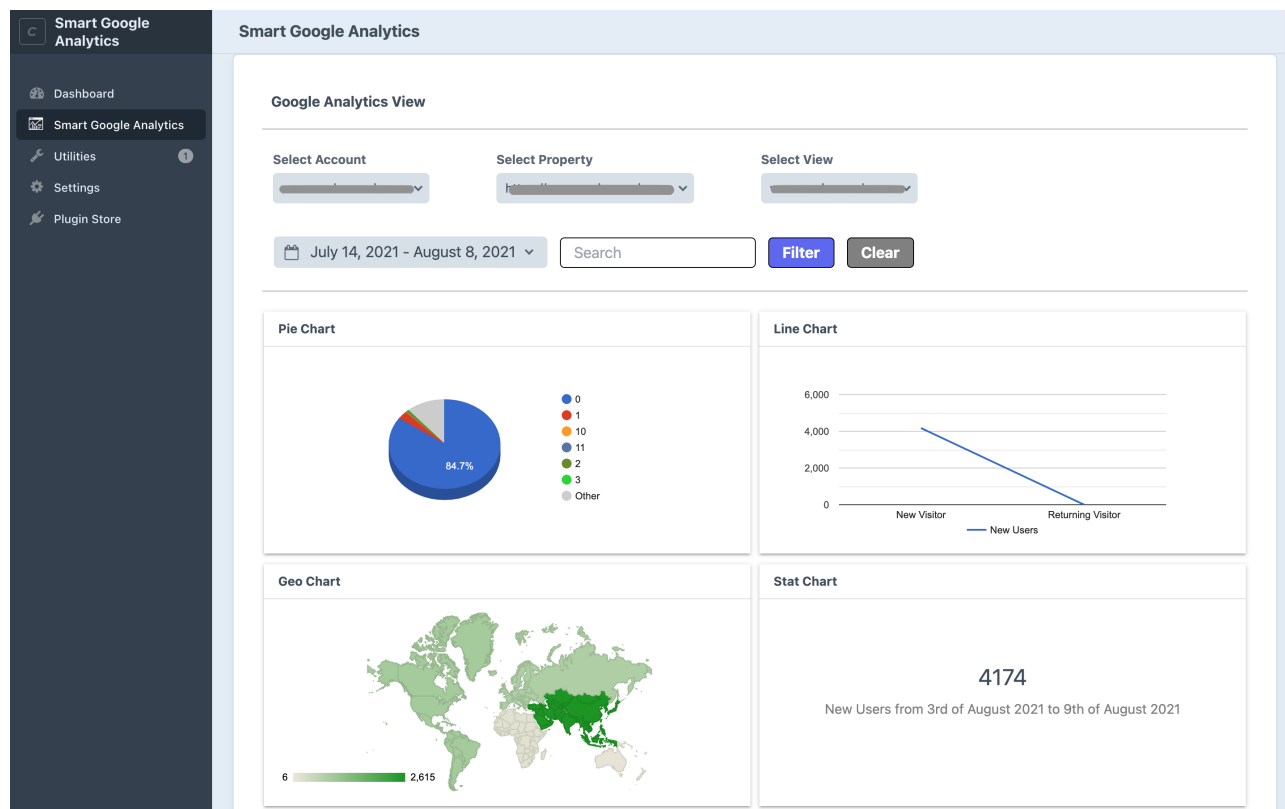 C
Smart Google
Analytics
Smart Google Analytics
Dashboard
Smart Google Analytics
Utilities
1
Settings
Plugin Store
Google Analytics View
Select Account
Select Property
Select View
July 14, 2021 - August 8, 2021
Search
Filter
Clear
Pie Chart
84.7%
0
1
10
11
2
3
Other
Line Chart
6,000
4,000
2,000
0
New Visitor
Returning Visitor
New Users
Geo Chart
6
2,615
Stat Chart
4174
New Users from 3rd of August 2021 to 9th of August 2021